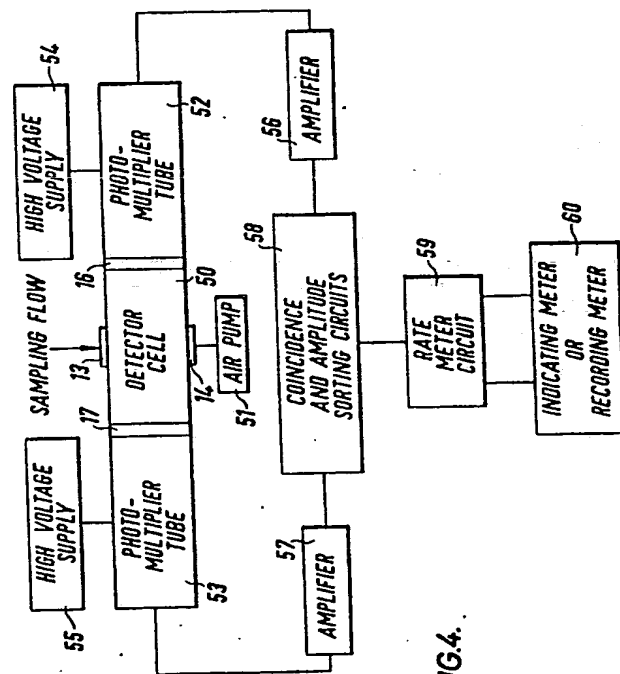 HIGH VOLTAGE
SUPPLY
55
SAMPLING FLOW
HIGH VOLTAGE
SUPPLY
54
13
17
16
PHOTO-
MULTIPLIER
TUBE
53
DETECTOR
CELL
50
PHOTO-
MULTIPLIER
TUBE
52
14
AIR PUMP
51
57
AMPLIFIER
58
COINCIDENCE
AND AMPLITUDE
SORTING CIRCUITS
56
AMPLIFIER
59
RATE
METER
CIRCUIT
60
INDICATING METER
OR
RECORDING METER
FIG.4.